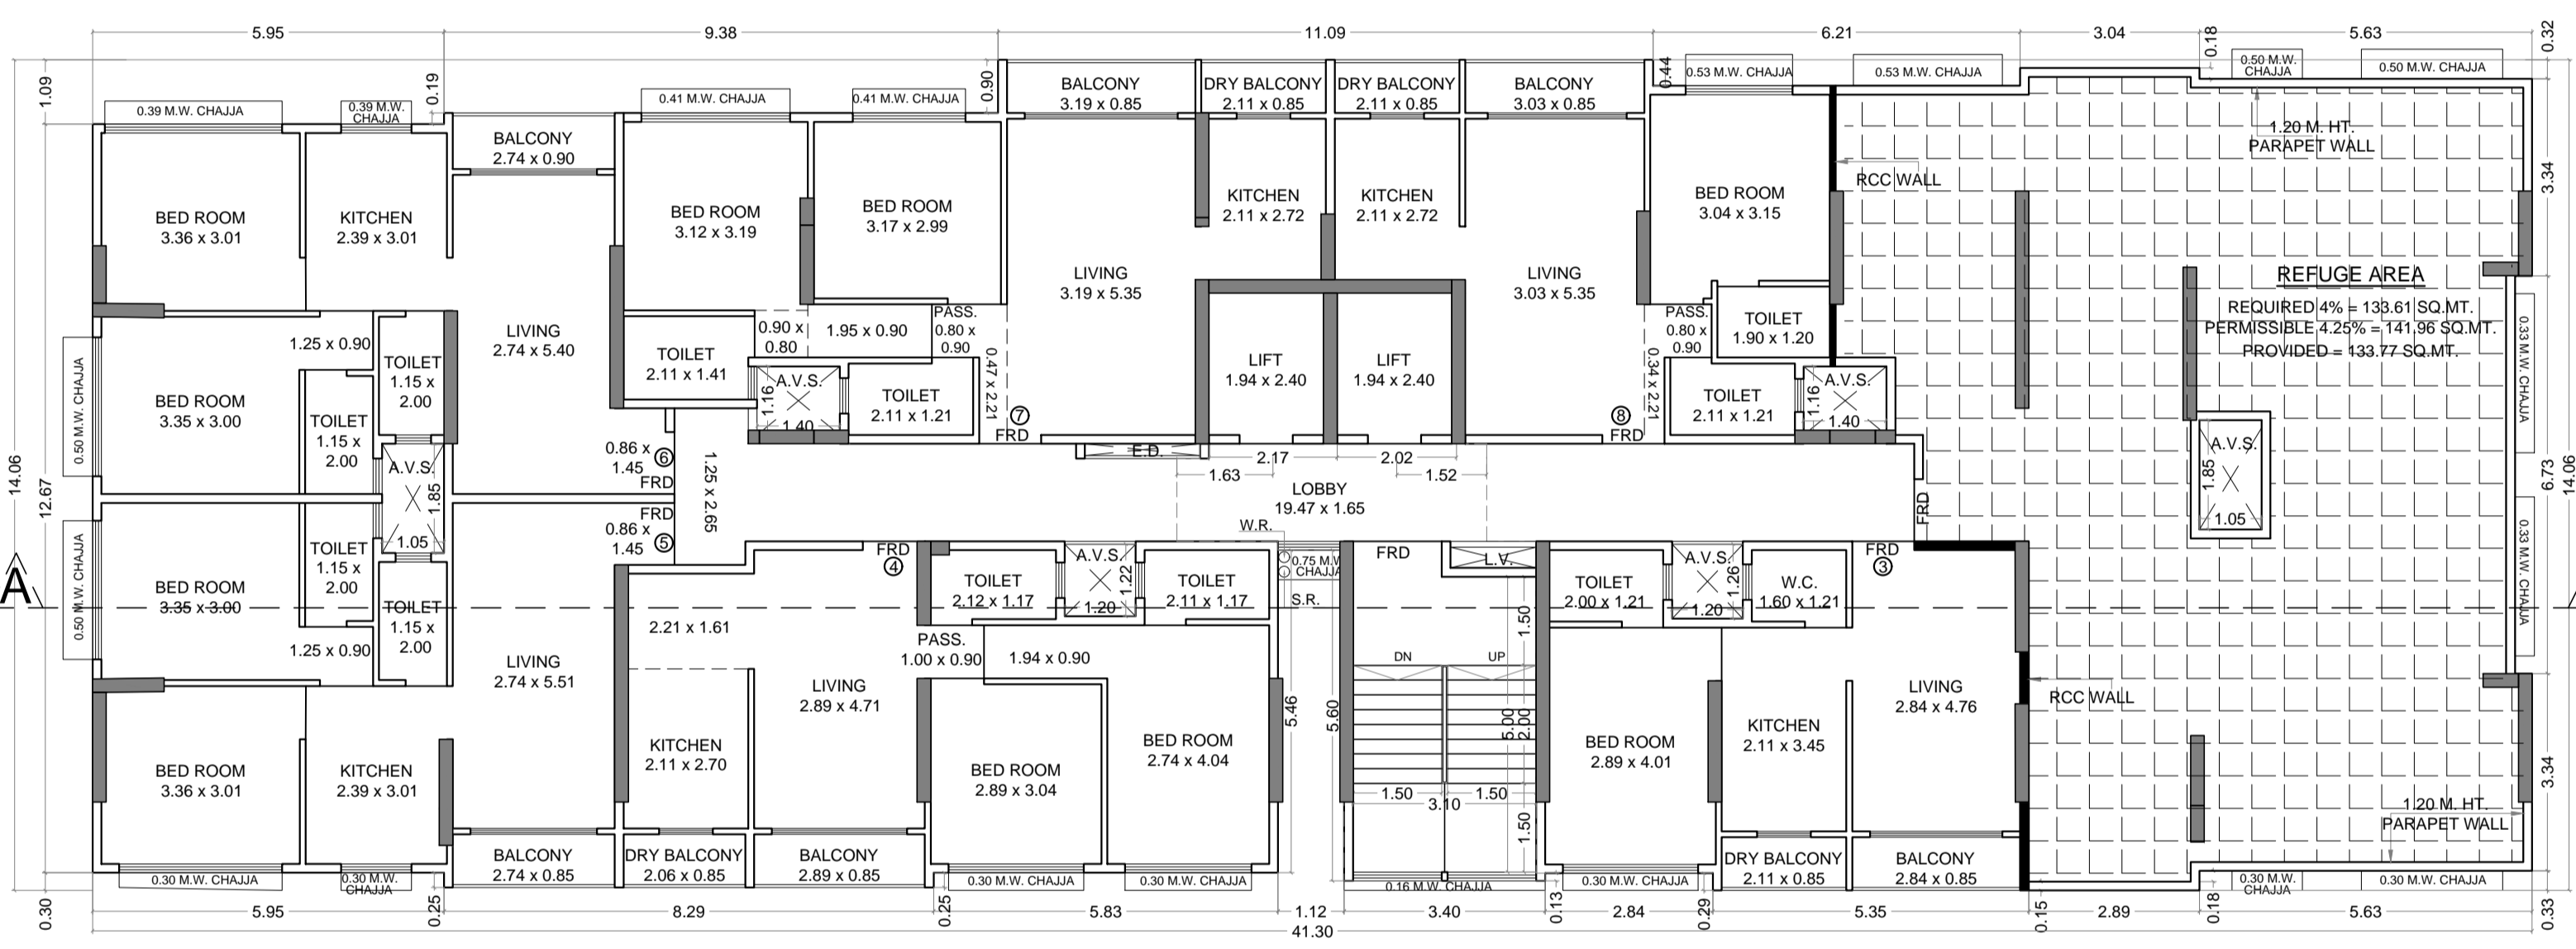 5.95
9.38
11.09
6.21
3.04
0.18
5.63
0.32
1.09
0.19
0.90
0.44
0.39 M.W. CHAJJA
0.39 M.W.
CHAJJA
0.41 M.W. CHAJJA
0.41 M.W. CHAJJA
0.53 M.W. CHAJJA
0.53 M.W. CHAJJA
0.50 M.W.
CHAJJA
0.50 M.W. CHAJJA
BALCONY
2.74 x 0.90
BALCONY
3.19 x 0.85
DRY BALCONY
2.11 x 0.85
DRY BALCONY
2.11 x 0.85
BALCONY
3.03 x 0.85
1.20 M. HT.
PARAPET WALL
RCC WALL
3.34
BED ROOM
3.36 x 3.01
KITCHEN
2.39 x 3.01
BED ROOM
3.12 x 3.19
BED ROOM
3.17 x 2.99
KITCHEN
2.11 x 2.72
KITCHEN
2.11 x 2.72
BED ROOM
3.04 x 3.15
LIVING
3.19 x 5.35
LIVING
3.03 x 5.35
REFUGE AREA
REQUIRED 4% = 133.61 SQ.MT.
PERMISSIBLE 4.25% = 141.96 SQ.MT.
PROVIDED = 133.77 SQ.MT.
1.25 x 0.90
LIVING
2.74 x 5.40
0.90 x
0.80
1.95 x 0.90
PASS.
0.80 x
0.90
PASS.
0.80 x
0.90
TOILET
1.90 x 1.20
0.50 M.W. CHAJJA
BED ROOM
3.35 x 3.00
TOILET
1.15 x
2.00
TOILET
1.15 x
2.00
TOILET
2.11 x 1.41
A.V.S.
1.16
1.40
TOILET
2.11 x 1.21
0.47 x 2.21
7
FRD
LIFT
1.94 x 2.40
LIFT
1.94 x 2.40
8
FRD
0.34 x 2.21
TOILET
2.11 x 1.21
A.V.S.
1.16
1.40
0.33 M.W. CHAJJA
14.06
12.67
A.V.S.
1.85
1.05
0.86 x
1.45
6
FRD
1.25 x 2.65
E.D.
2.17
2.02
1.63
1.52
LOBBY
19.47 x 1.65
FRD
A.V.S.
1.85
1.05
6.73
14.06
FRD
0.86 x
1.45
5
W.R.
0.75 M.W
CHAJJA
S.R.
A
0.50 M.W. CHAJJA
BED ROOM
3.35 x 3.00
TOILET
1.15 x
2.00
TOILET
1.15 x
2.00
1.25 x 0.90
FRD
4
TOILET
2.12 x 1.17
A.V.S.
1.22
1.20
TOILET
2.11 x 1.17
FRD
L.V.
TOILET
2.00 x 1.21
A.V.S.
1.26
1.20
W.C.
1.60 x 1.21
FRD
3
0.33 M.W. CHAJJA
2.21 x 1.61
PASS.
1.00 x 0.90
1.94 x 0.90
1.50
DN
UP
LIVING
2.74 x 5.51
LIVING
2.89 x 4.71
5.46
5.60
5.00
2.00
LIVING
2.84 x 4.76
RCC WALL
BED ROOM
3.36 x 3.01
KITCHEN
2.39 x 3.01
KITCHEN
2.11 x 2.70
BED ROOM
2.89 x 3.04
BED ROOM
2.74 x 4.04
BED ROOM
2.89 x 4.01
KITCHEN
2.11 x 3.45
3.34
1.50
1.50
3.10
1.50
1.20 M. HT.
PARAPET WALL
BALCONY
2.74 x 0.85
DRY BALCONY
2.06 x 0.85
BALCONY
2.89 x 0.85
DRY BALCONY
2.11 x 0.85
BALCONY
2.84 x 0.85
0.30 M.W. CHAJJA
0.30 M.W.
CHAJJA
0.30 M.W. CHAJJA
0.30 M.W. CHAJJA
0.16 M.W. CHAJJA
0.30 M.W. CHAJJA
0.30 M.W.
CHAJJA
0.30 M.W. CHAJJA
0.30
5.95
0.25
8.29
0.25
5.83
1.12
3.40
0.13
2.84
0.29
5.35
0.15
2.89
0.18
5.63
0.33
41.30